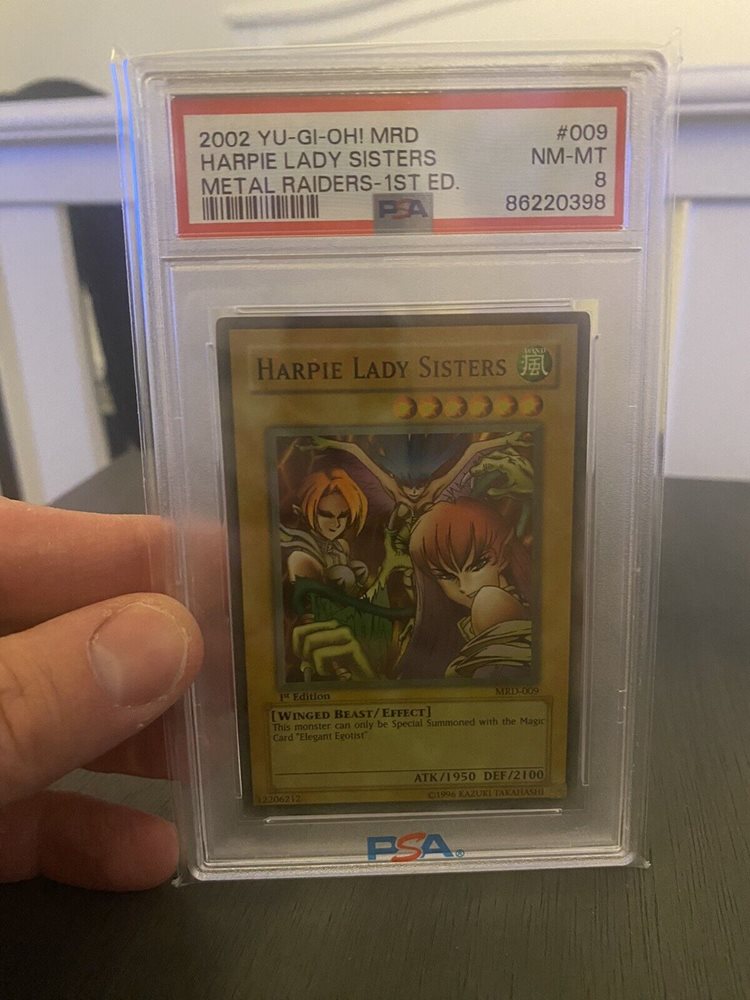 2002 YU-GI-OH! MRD #009
HARPIE LADY SISTERS NM-MT
METAL RAIDERS-1ST ED. 8
PSA 86220398
HARPIE LADY SISTERS WIND
風
1st Edition MRD-009
[WINGED BEAST/EFFECT]
This monster can only be Special Summoned with the Magic
Card "Elegant Egotist"
ATK/1950 DEF/2100
12206212 ©1996 KAZUKI TAKAHASHI
PSA®